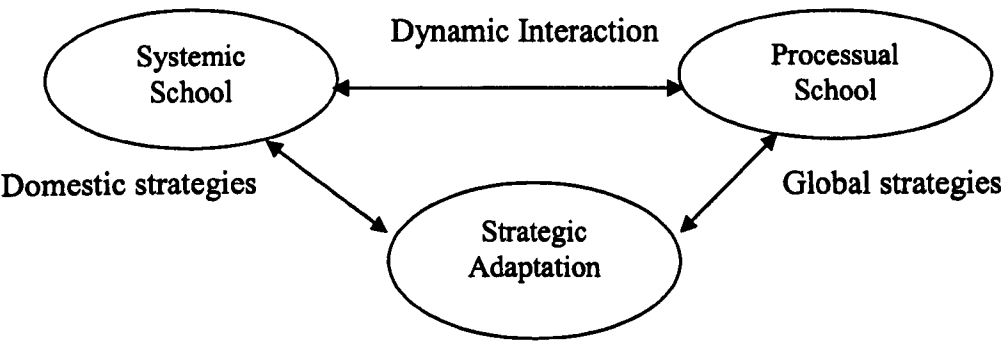 Dynamic Interaction
Systemic
School
Processual
School
Domestic strategies
Global strategies
Strategic
Adaptation